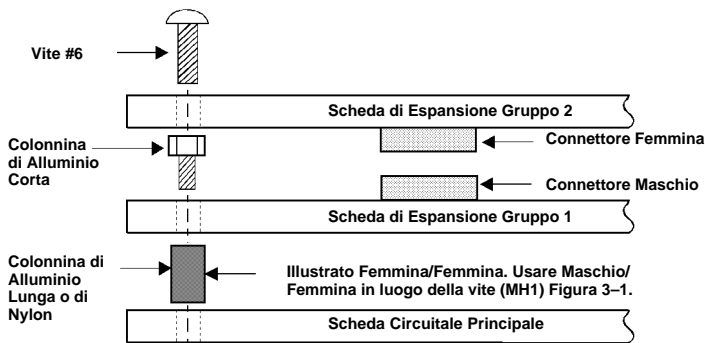 Vite #6
Scheda di Espansione Gruppo 2
Colonnina
di Alluminio
Corta
Connettore Femmina
Connettore Maschio
Scheda di Espansione Gruppo 1
Colonnina di
Alluminio
Lunga o di
Nylon
Illustrato Femmina/Femmina. Usare Maschio/
Femmina in luogo della vite (MH1) Figura 3–1.
Scheda Circuitale Principale